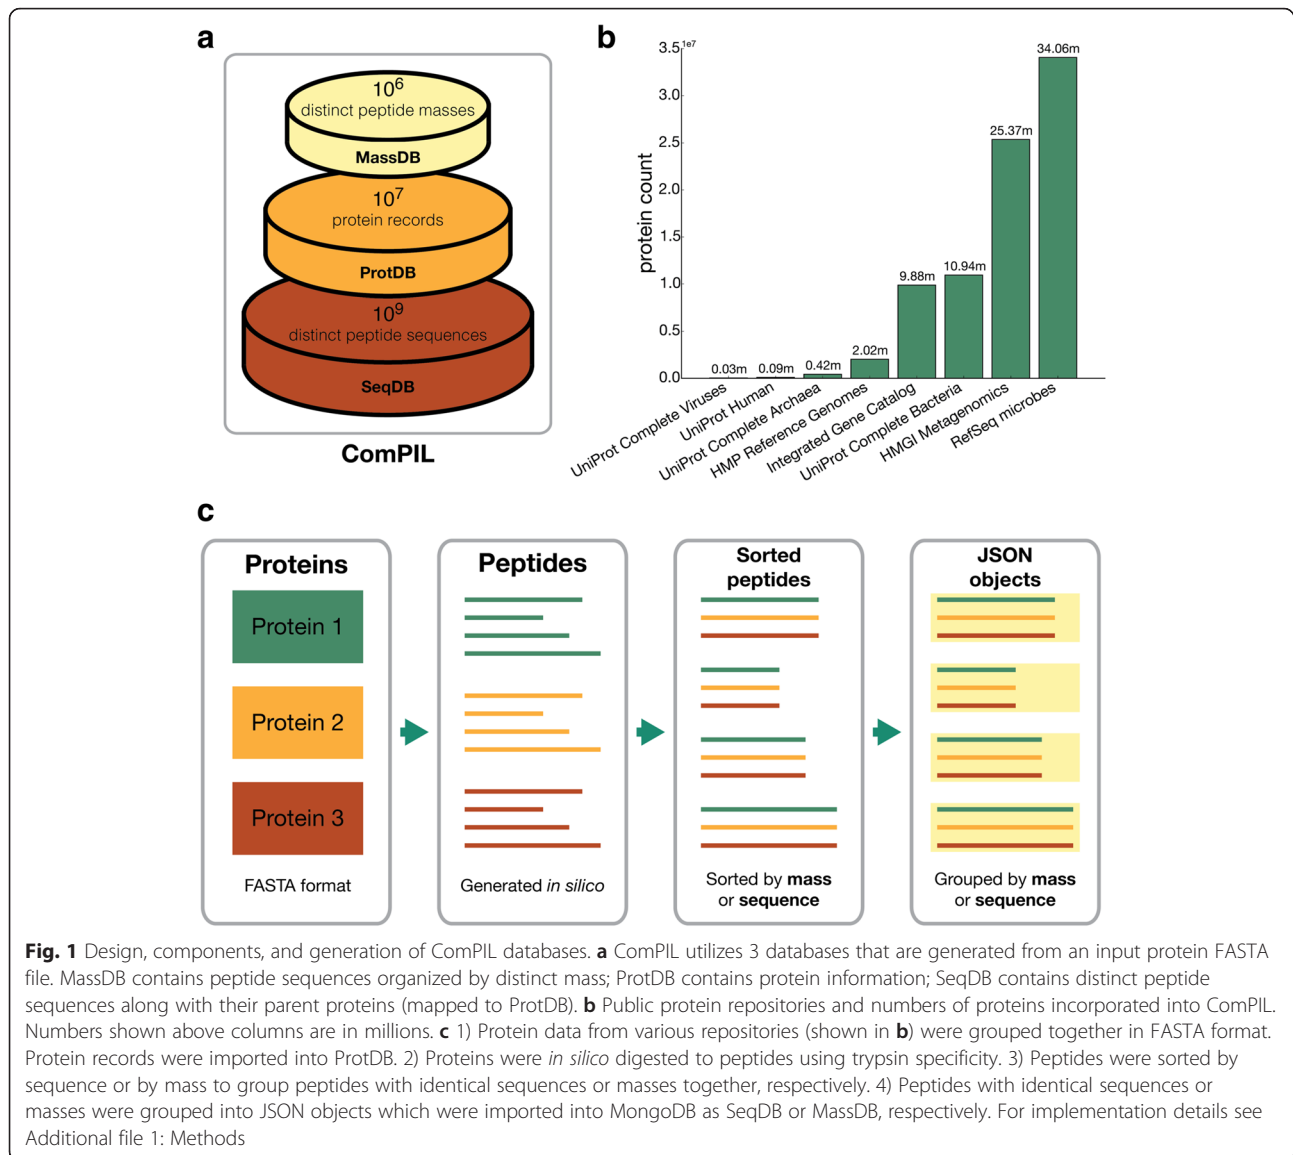 a
10^6
distinct peptide masses
MassDB
10^7
protein records
ProtDB
10^9
distinct peptide sequences
SeqDB
ComPIL
b
1e7
3.5
3.0
2.5
2.0
1.5
1.0
0.5
0.0
protein count
0.03m
0.09m
0.42m
2.02m
9.88m
10.94m
25.37m
34.06m
UniProt Complete Viruses
UniProt Human
UniProt Complete Archaea
HMP Reference Genomes
Integrated Gene Catalog
UniProt Complete Bacteria
HMGI Metagenomics
RefSeq microbes
c
Proteins
Protein 1
Protein 2
Protein 3
FASTA format
Peptides
Generated in silico
Sorted
peptides
Sorted by mass
or sequence
JSON
objects
Grouped by mass
or sequence
Fig. 1 Design, components, and generation of ComPIL databases. a ComPIL utilizes 3 databases that are generated from an input protein FASTA
file. MassDB contains peptide sequences organized by distinct mass; ProtDB contains protein information; SeqDB contains distinct peptide
sequences along with their parent proteins (mapped to ProtDB). b Public protein repositories and numbers of proteins incorporated into ComPIL.
Numbers shown above columns are in millions. c 1) Protein data from various repositories (shown in b) were grouped together in FASTA format.
Protein records were imported into ProtDB. 2) Proteins were in silico digested to peptides using trypsin specificity. 3) Peptides were sorted by
sequence or by mass to group peptides with identical sequences or masses together, respectively. 4) Peptides with identical sequences or
masses were grouped into JSON objects which were imported into MongoDB as SeqDB or MassDB, respectively. For implementation details see
Additional file 1: Methods